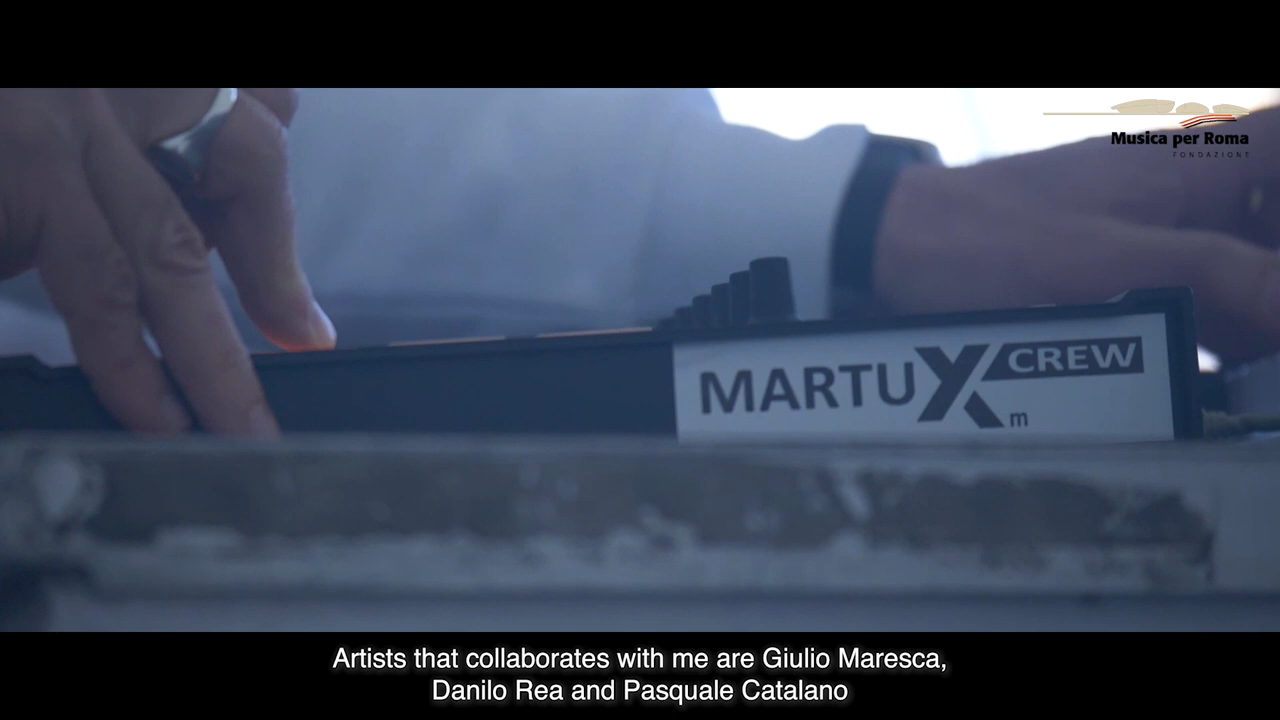 Musica per Roma
FONDAZIONE
MARTUX CREW
m
Artists that collaborates with me are Giulio Maresca,
Danilo Rea and Pasquale Catalano